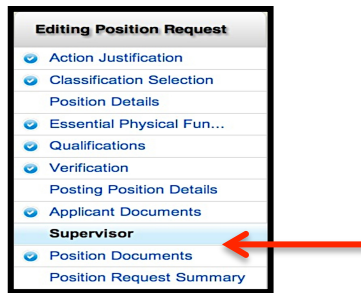 Editing Position Request
Action Justification
Classification Selection
Position Details
Essential Physical Fun...
Qualifications
Verification
Posting Position Details
Applicant Documents
Supervisor
Position Documents
Position Request Summary